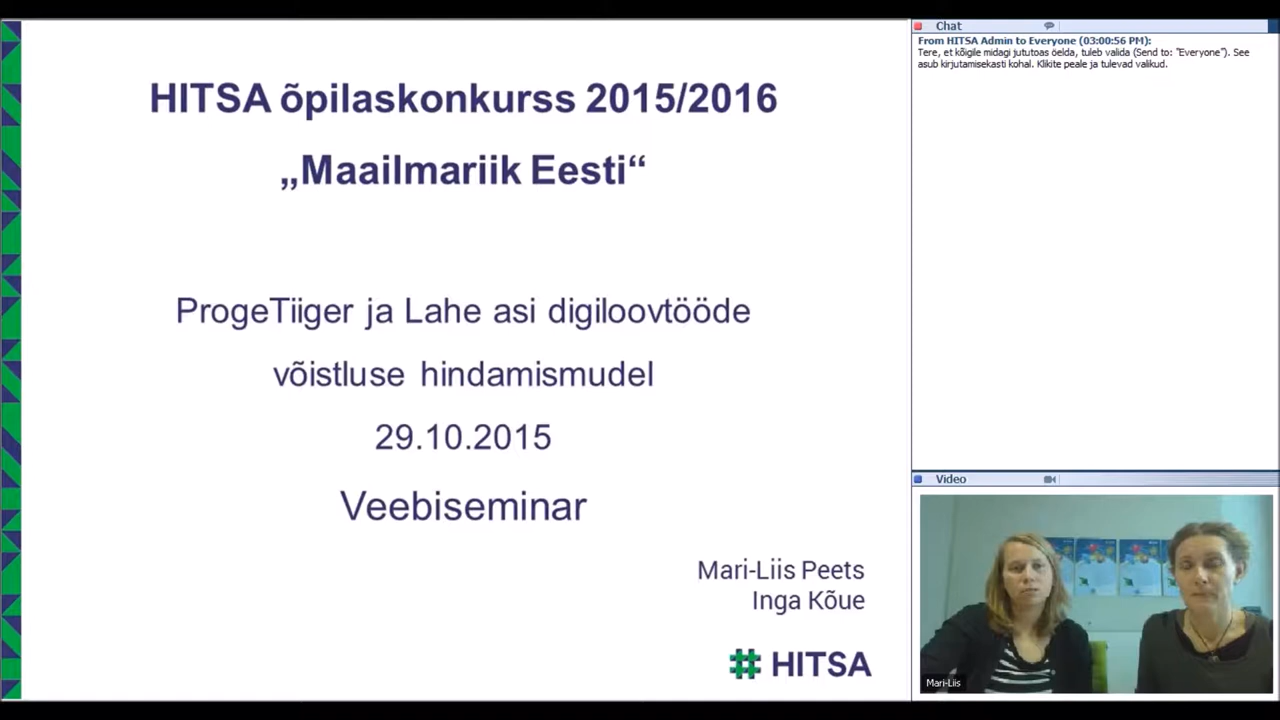 HITSA õpilaskonkurss 2015/2016
„Maailmariik Eesti“
ProgeTiiger ja Lahe asi digiloovtööde
võistluse hindamismudel
29.10.2015
Veebiseminar
Mari-Liis Peets
Inga Kõue
HITSA
Chat
From HITSA Admin to Everyone (03:00:56 PM):
Tere, et kõigile midagi jututoas öelda, tuleb valida (Send to: "Everyone"). See
asub kirjutamisekasti kohal. Klikite peale ja tulevad valikud.
Video
Mari-Liis